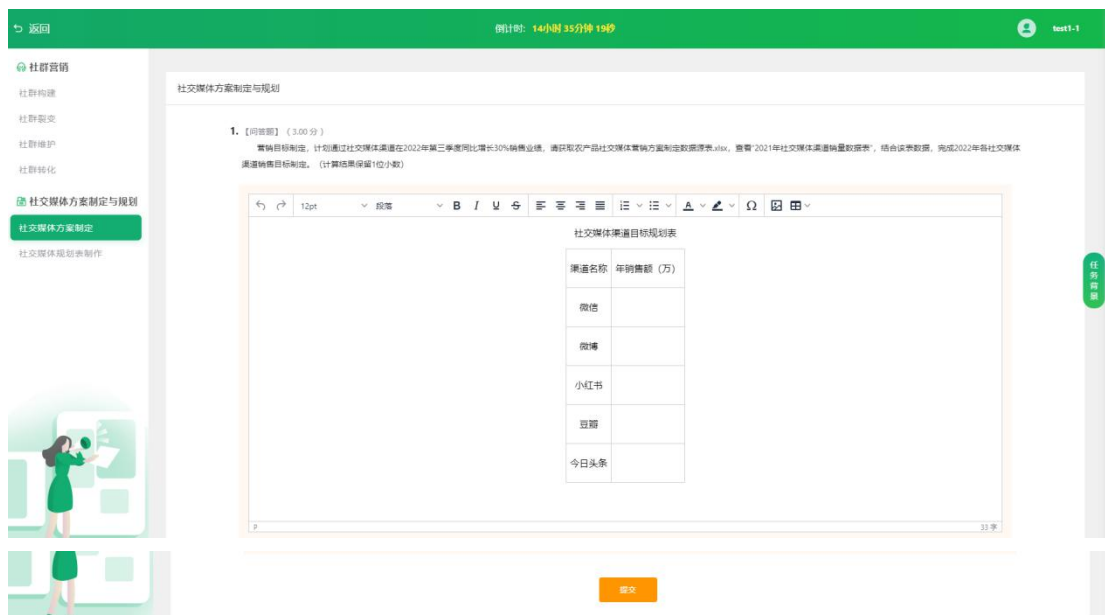 返回
倒计时: 14小时 35分钟 19秒
test1-1
社群营销
社群构建
社群裂变
社群维护
社群转化
社交媒体方案制定与规划
社交媒体方案制定
社交媒体规划表制作
社交媒体方案制定与规划
1. 【问答题】（3.00 分）
营销目标制定，计划通过社交媒体渠道在2022年第三季度同比增长30%销售业绩，请获取农产品社交媒体营销方案制定数据源表.xlsx，查看“2021年社交媒体渠道销量数据表”，结合该表数据，完成2022年各社交媒体
渠道销售目标制定。（计算结果保留1位小数）
12pt 段落 B I U S A Ω
社交媒体渠道目标规划表
渠道名称 年销售额（万）
微信
微博
小红书
豆瓣
今日头条
P 33 字
任务背景
提交